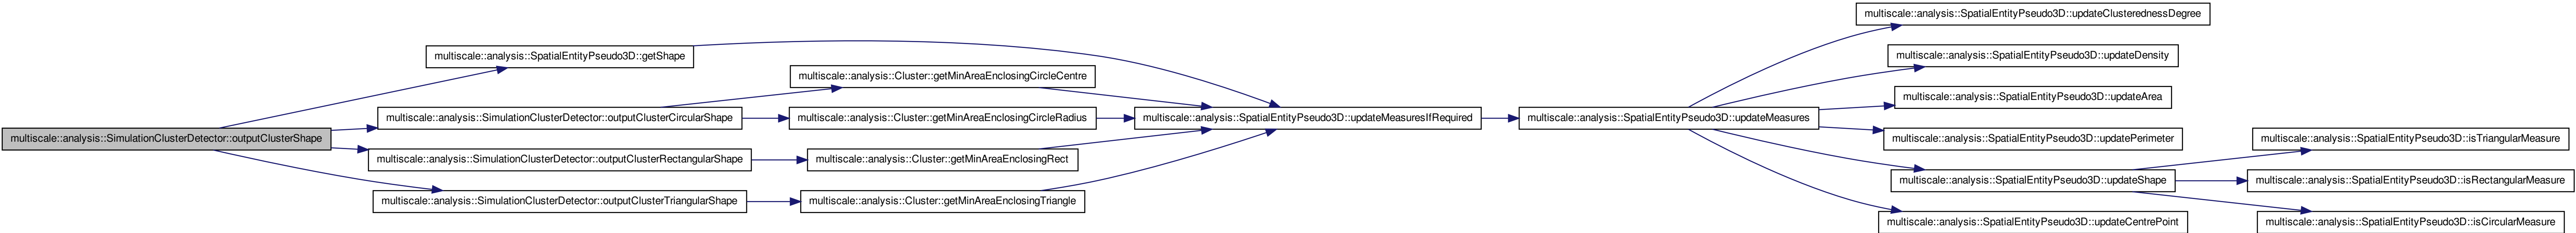 multiscale::analysis::SimulationClusterDetector::outputClusterShape
multiscale::analysis::SpatialEntityPseudo3D::getShape
multiscale::analysis::SimulationClusterDetector::outputClusterCircularShape
multiscale::analysis::SimulationClusterDetector::outputClusterRectangularShape
multiscale::analysis::SimulationClusterDetector::outputClusterTriangularShape
multiscale::analysis::Cluster::getMinAreaEnclosingCircleCentre
multiscale::analysis::Cluster::getMinAreaEnclosingCircleRadius
multiscale::analysis::Cluster::getMinAreaEnclosingRect
multiscale::analysis::Cluster::getMinAreaEnclosingTriangle
multiscale::analysis::SpatialEntityPseudo3D::updateMeasuresIfRequired
multiscale::analysis::SpatialEntityPseudo3D::updateMeasures
multiscale::analysis::SpatialEntityPseudo3D::updateClusterednessDegree
multiscale::analysis::SpatialEntityPseudo3D::updateDensity
multiscale::analysis::SpatialEntityPseudo3D::updateArea
multiscale::analysis::SpatialEntityPseudo3D::updatePerimeter
multiscale::analysis::SpatialEntityPseudo3D::updateShape
multiscale::analysis::SpatialEntityPseudo3D::updateCentrePoint
multiscale::analysis::SpatialEntityPseudo3D::isTriangularMeasure
multiscale::analysis::SpatialEntityPseudo3D::isRectangularMeasure
multiscale::analysis::SpatialEntityPseudo3D::isCircularMeasure